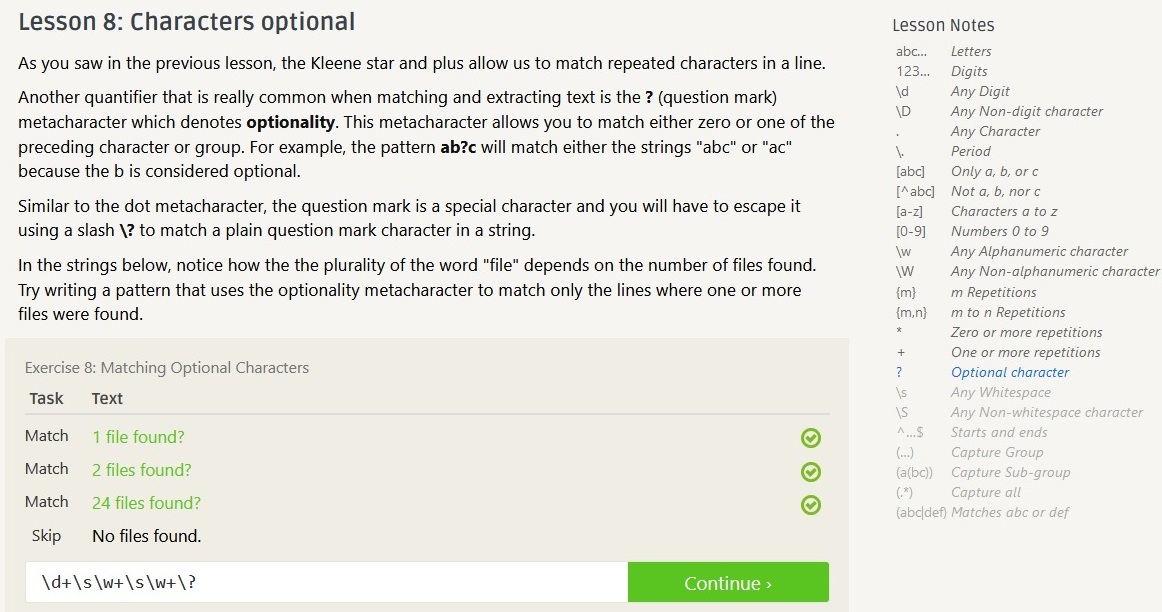 Lesson 8: Characters optional
As you saw in the previous lesson, the Kleene star and plus allow us to match repeated characters in a line.
Another quantifier that is really common when matching and extracting text is the ? (question mark)
metacharacter which denotes optionality. This metacharacter allows you to match either zero or one of the
preceding character or group. For example, the pattern ab?c will match either the strings "abc" or "ac"
because the b is considered optional.
Similar to the dot metacharacter, the question mark is a special character and you will have to escape it
using a slash \? to match a plain question mark character in a string.
In the strings below, notice how the the plurality of the word "file" depends on the number of files found.
Try writing a pattern that uses the optionality metacharacter to match only the lines where one or more
files were found.
Exercise 8: Matching Optional Characters
Task Text
Match 1 file found?
Match 2 files found?
Match 24 files found?
Skip No files found.
\d+\s\w+\s\w+\?
Continue ›
Lesson Notes
abc... Letters
123... Digits
\d Any Digit
\D Any Non-digit character
. Any Character
\. Period
[abc] Only a, b, or c
[^abc] Not a, b, nor c
[a-z] Characters a to z
[0-9] Numbers 0 to 9
\w Any Alphanumeric character
\W Any Non-alphanumeric character
{m} m Repetitions
{m,n} m to n Repetitions
* Zero or more repetitions
+ One or more repetitions
? Optional character
\s Any Whitespace
\S Any Non-whitespace character
^...$ Starts and ends
(...) Capture Group
(a(bc)) Capture Sub-group
(.*) Capture all
(abc|def) Matches abc or def